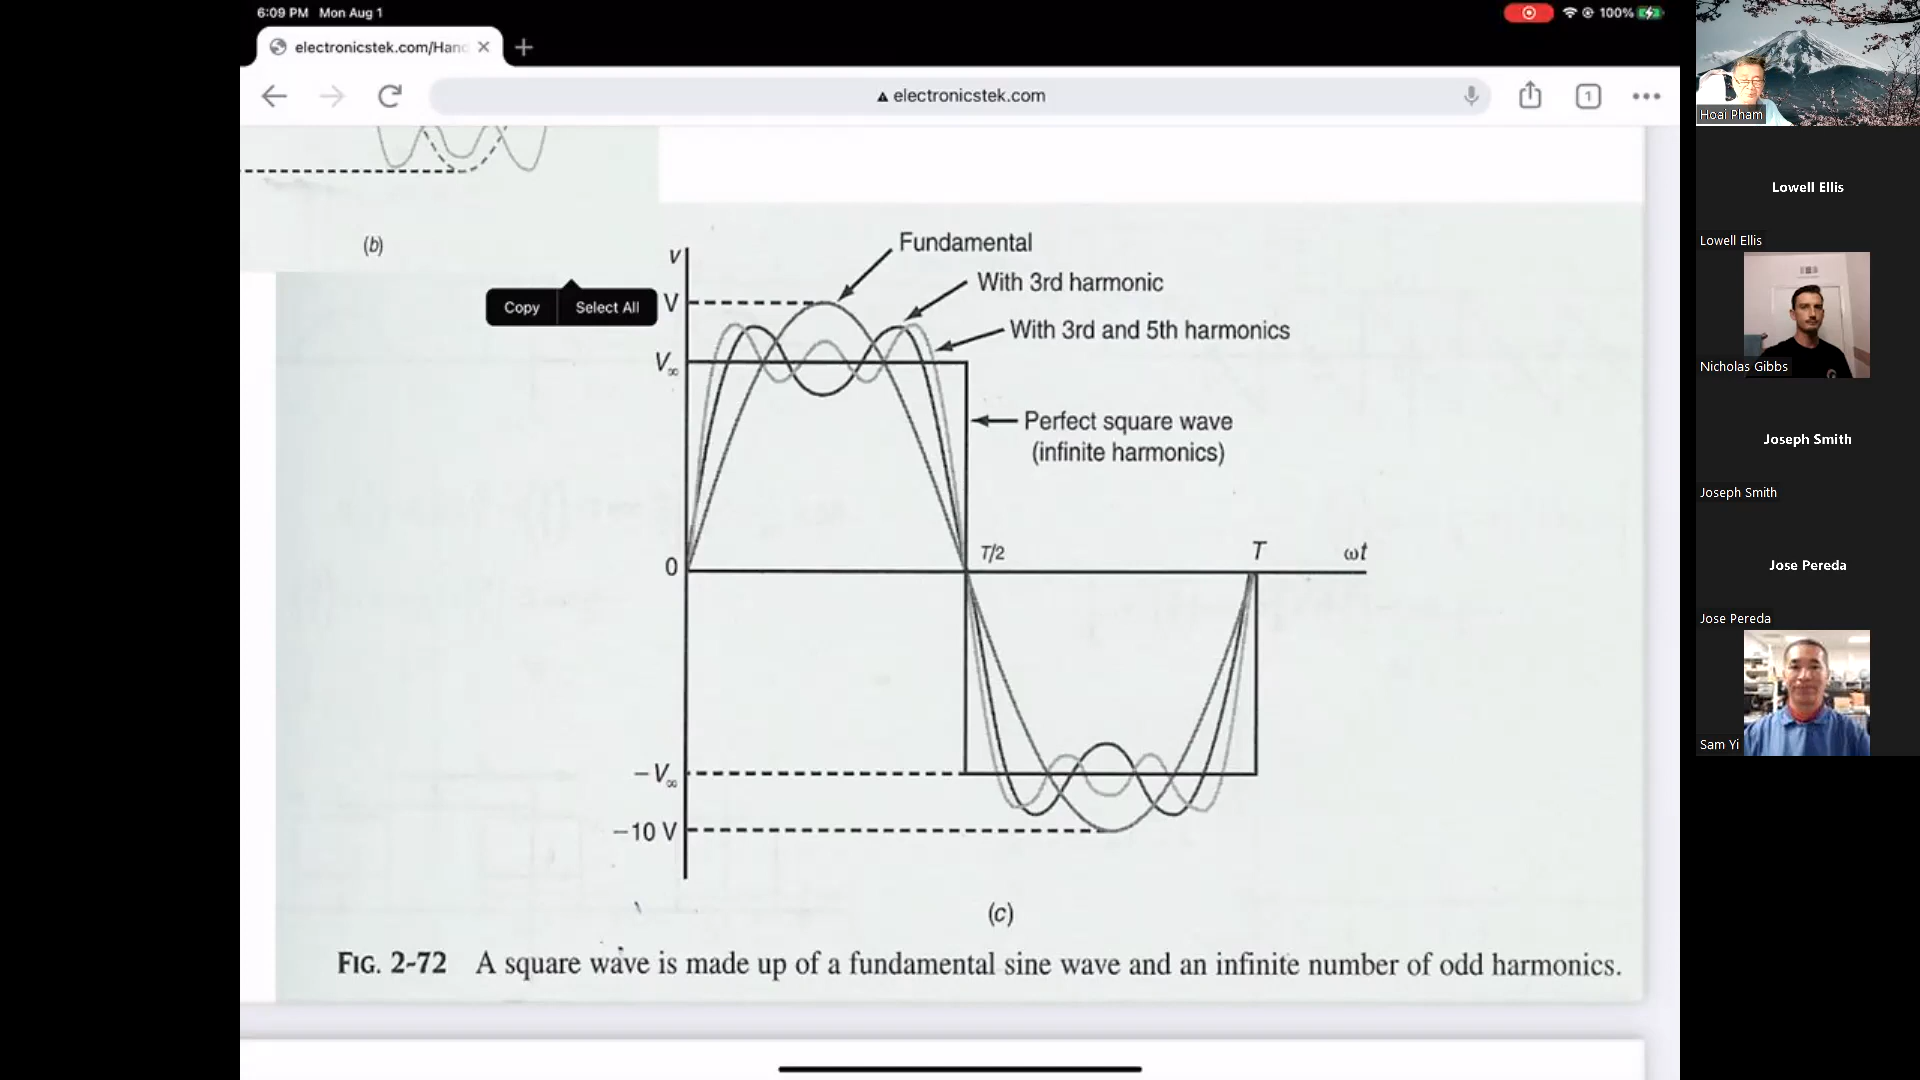 6:09 PM Mon Aug 1
100%
electronicstek.com/Hand
electronicstek.com
(b)
Copy
Select All
v
V
V∞
0
−V∞
−10 V
Fundamental
With 3rd harmonic
With 3rd and 5th harmonics
Perfect square wave
(infinite harmonics)
T/2
T
ωt
(c)
FIG. 2-72 A square wave is made up of a fundamental sine wave and an infinite number of odd harmonics.
1
Hoai Pham
Lowell Ellis
Lowell Ellis
Nicholas Gibbs
Joseph Smith
Joseph Smith
Jose Pereda
Jose Pereda
Sam Yi